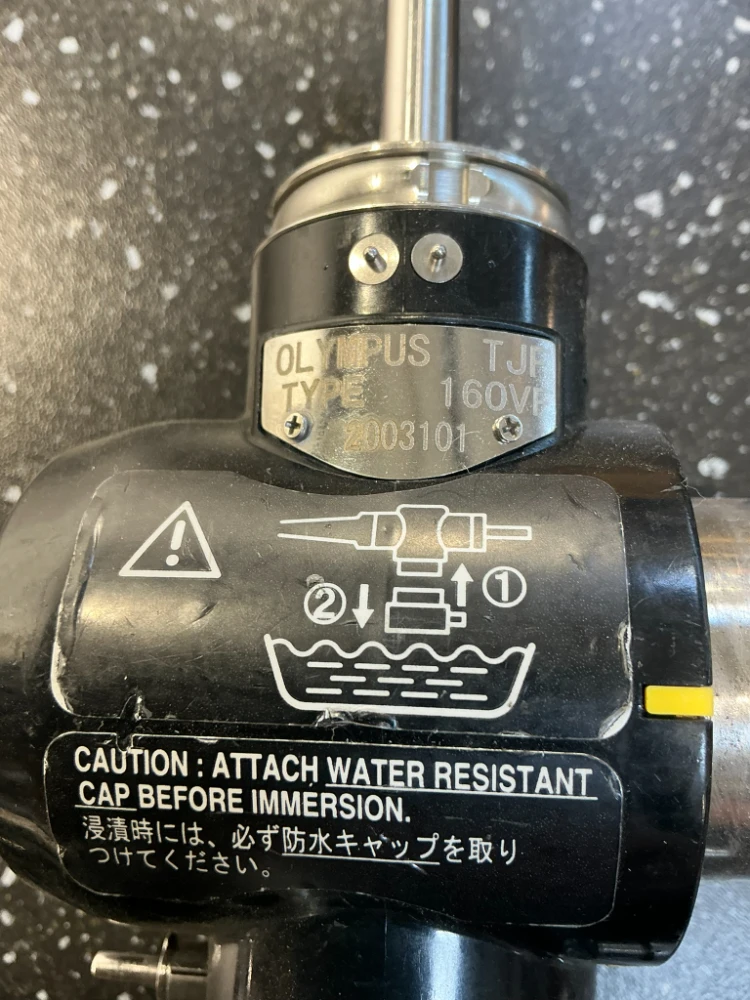 OLYMPUS TJF
TYPE 160VF
2003101
① 
②
CAUTION : ATTACH WATER RESISTANT
CAP BEFORE IMMERSION.
浸漬時には、必ず防水キャップを取り
つけてください。